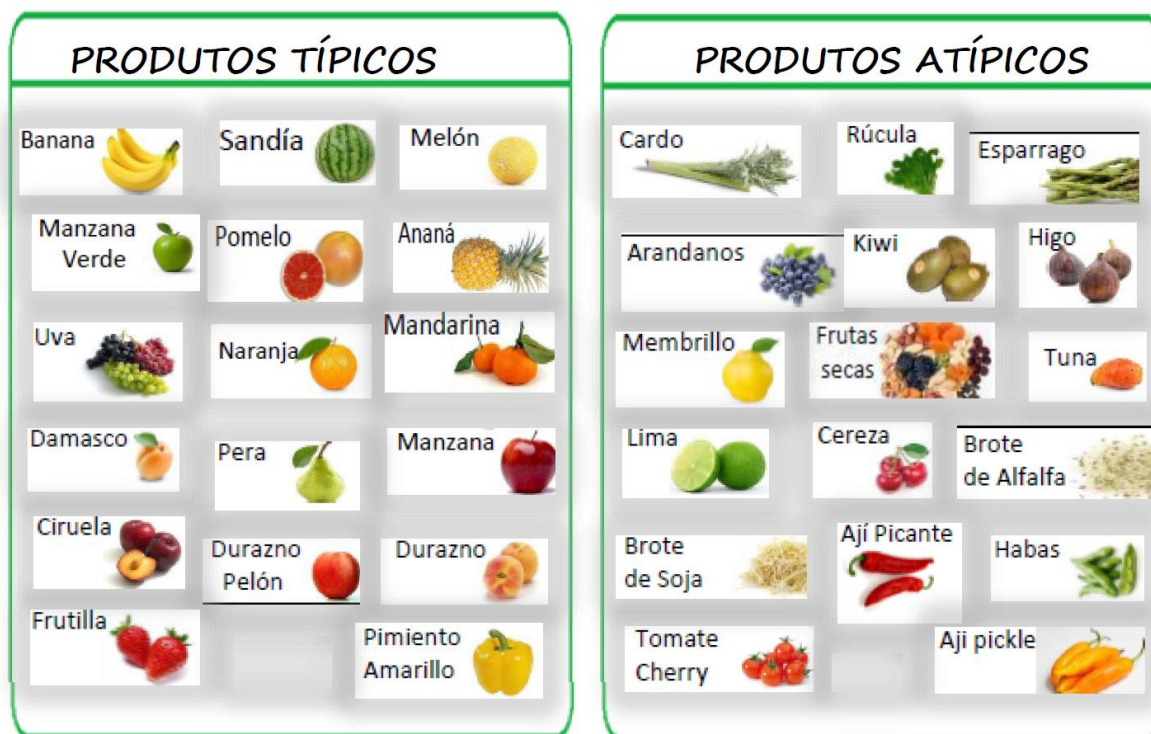 PRODUTOS TÍPICOS
Banana
Sandía
Melón
Manzana
Verde
Pomelo
Ananá
Uva
Naranja
Mandarina
Damasco
Pera
Manzana
Ciruela
Durazno
Pelón
Durazno
Frutilla
Pimiento
Amarillo
PRODUTOS ATÍPICOS
Cardo
Rúcula
Esparrago
Arandanos
Kiwi
Higo
Membrillo
Frutas
secas
Tuna
Lima
Cereza
Brote
de Alfalfa
Brote
de Soja
Ají Picante
Habas
Tomate
Cherry
Aji pickle